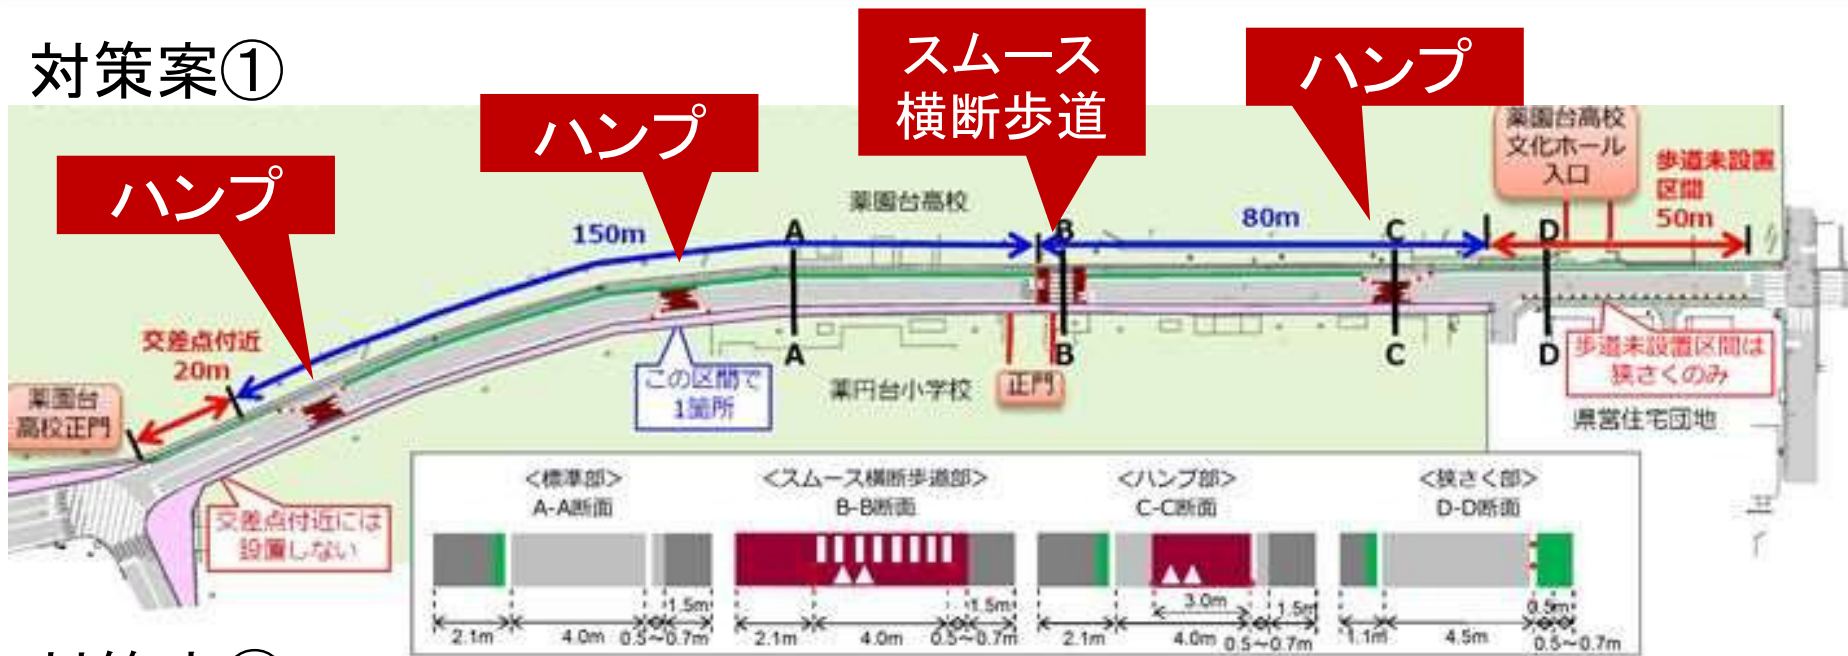 対策案①
ハンプ
ハンプ
スムース
横断歩道
ハンプ
薬園台高校
文化ホール
入口
歩道未設置
区間
50m
150m
薬園台高校
80m
A
B
C
D
交差点付近
20m
薬園台
高校正門
この区間で
1箇所
A
薬円台小学校
正門
B
C
D
歩道未設置区間は
狭さくのみ
県営住宅団地
交差点付近には
設置しない
<標準部>
A-A断面
2.1m
4.0m
0.5～0.7m
1.5m
<スムース横断歩道部>
B-B断面
2.1m
4.0m
0.5～0.7m
1.5m
<ハンプ部>
C-C断面
3.0m
2.1m
4.0m
0.5～0.7m
1.5m
<狭さく部>
D-D断面
1.1m
4.5m
0.5m
0.5～0.7m